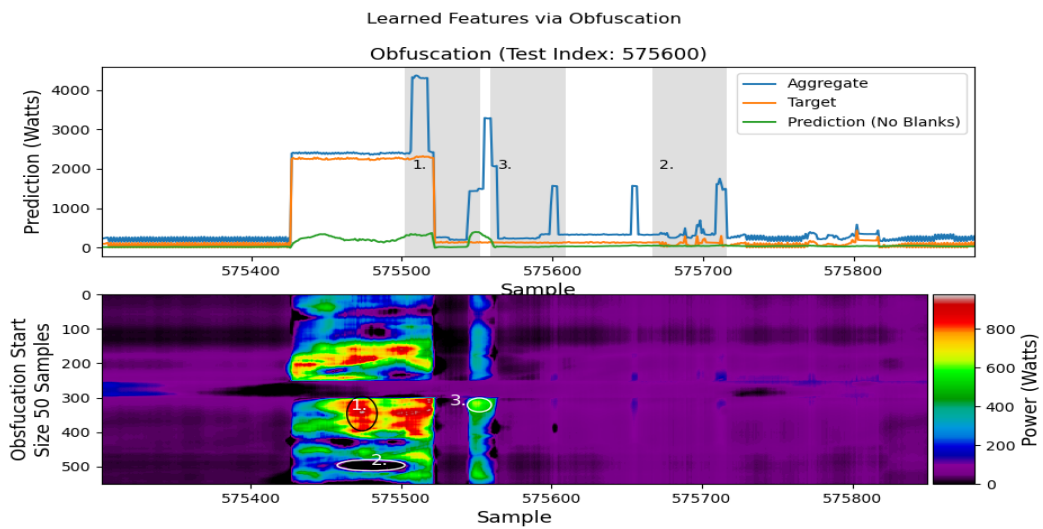 Learned Features via Obfuscation
Obfuscation (Test Index: 575600)
Prediction (Watts)
4000
3000
2000
1000
0
Aggregate
Target
Prediction (No Blanks)
1.
3.
2.
575400
575500
575600
575700
575800
Sample
Obsfucation Start
Size 50 Samples
0
100
200
300
400
500
1.
3.
2.
575400
575500
575600
575700
575800
Sample
800
600
400
200
0
Power (Watts)